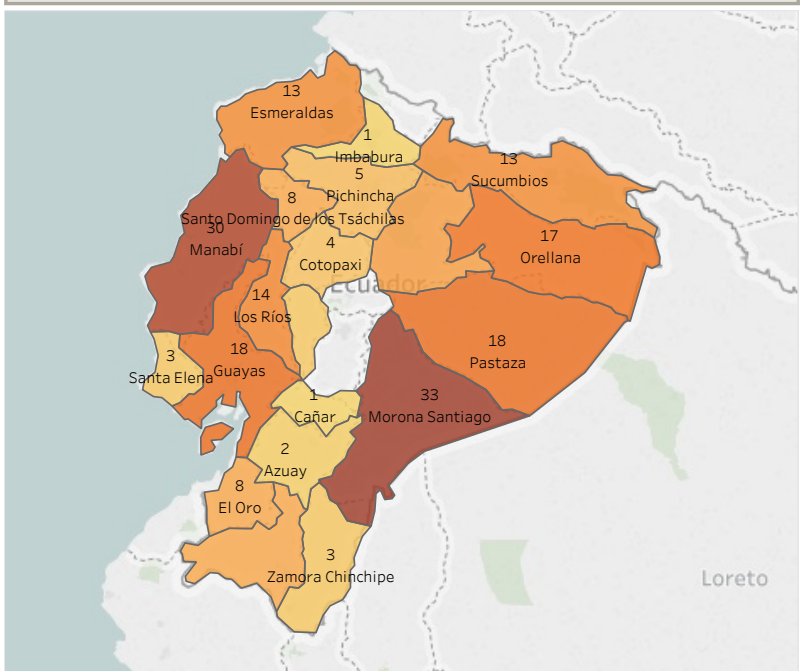 13
Esmeraldas
1
Imbabura
13
Sucumbios
5
Pichincha
8
Santo Domingo de los Tsáchilas
30
Manabí
4
Cotopaxi
17
Orellana
Ecuador
14
Los Ríos
18
Guayas
18
Pastaza
3
Santa Elena
33
Morona Santiago
1
Cañar
2
Azuay
8
El Oro
3
Zamora Chinchipe
Loreto